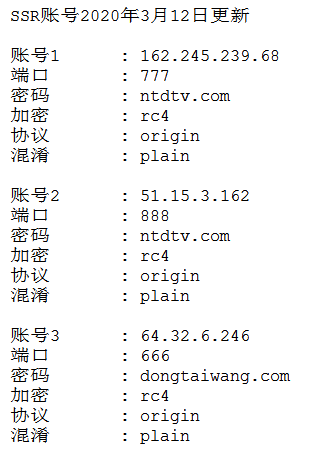 SSR账号2020年3月12日更新
账号1 : 162.245.239.68
端口 : 777
密码 : ntdtv.com
加密 : rc4
协议 : origin
混淆 : plain
账号2 : 51.15.3.162
端口 : 888
密码 : ntdtv.com
加密 : rc4
协议 : origin
混淆 : plain
账号3 : 64.32.6.246
端口 : 666
密码 : dongtaiwang.com
加密 : rc4
协议 : origin
混淆 : plain